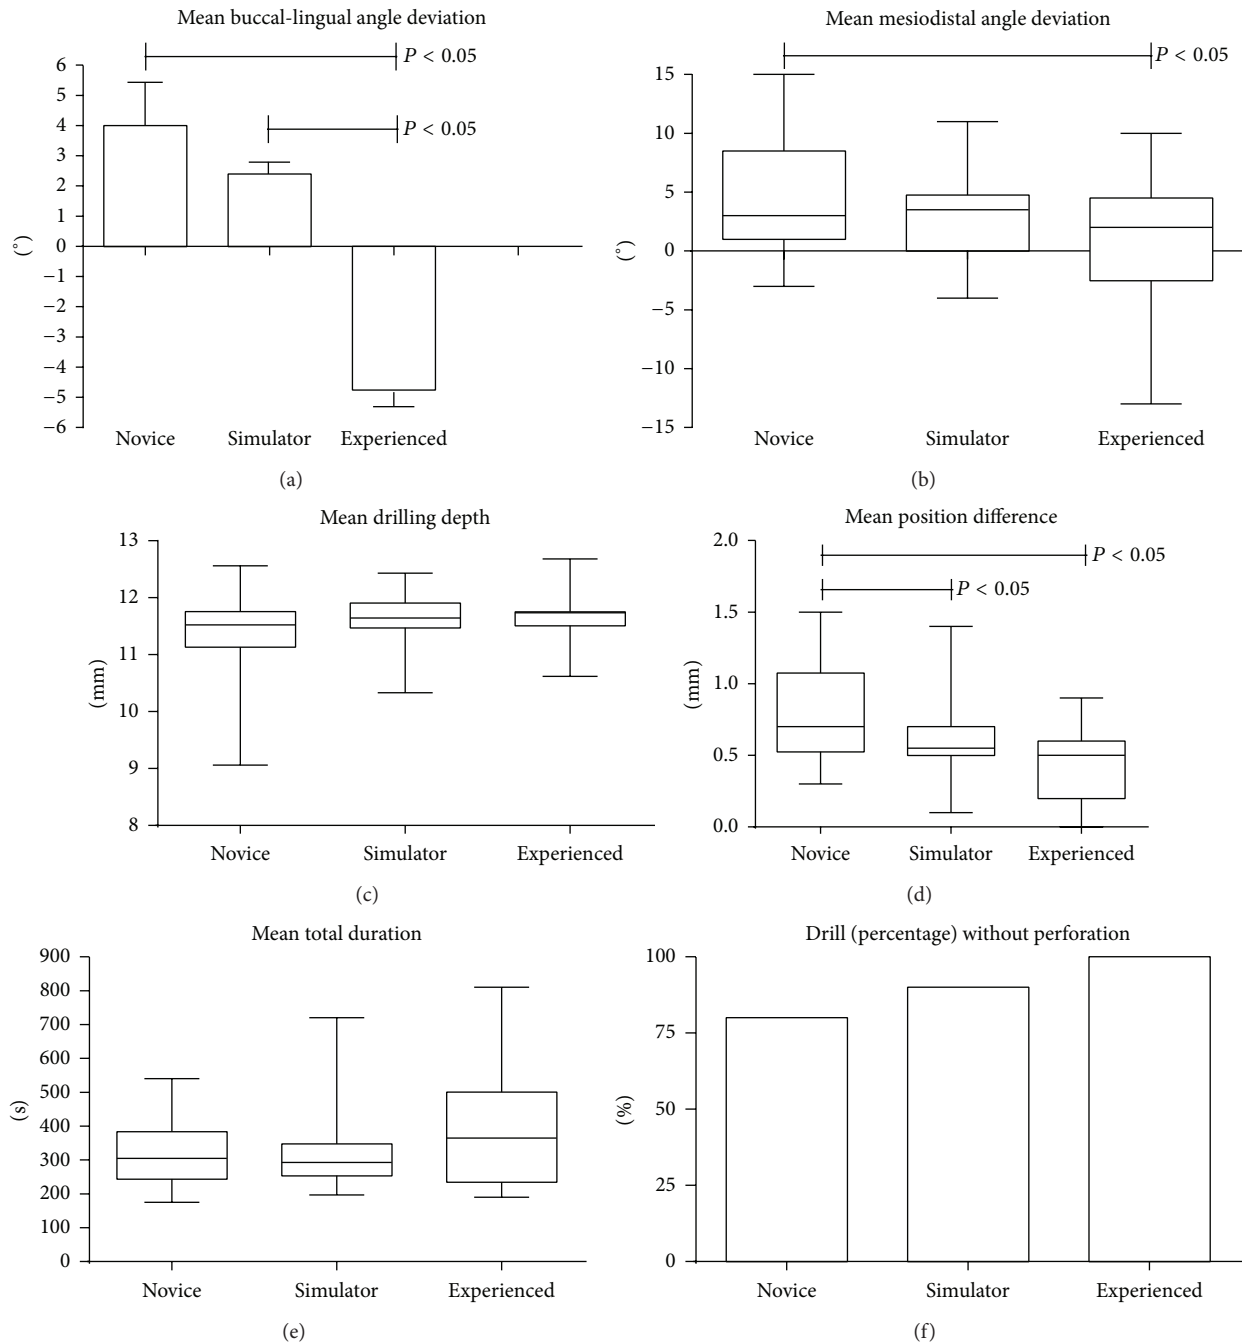 Mean buccal-lingual angle deviation
P < 0.05
P < 0.05
6
5
4
3
2
1
0
−1
−2
−3
−4
−5
−6
(°)
Novice Simulator Experienced
(a)
Mean mesiodistal angle deviation
P < 0.05
15
10
5
0
−5
−10
−15
(°)
Novice Simulator Experienced
(b)
Mean drilling depth
13
12
11
10
9
8
(mm)
Novice Simulator Experienced
(c)
Mean position difference
P < 0.05
P < 0.05
2.0
1.5
1.0
0.5
0.0
(mm)
Novice Simulator Experienced
(d)
Mean total duration
900
800
700
600
500
400
300
200
100
0
(s)
Novice Simulator Experienced
(e)
Drill (percentage) without perforation
100
75
50
25
0
(%)
Novice Simulator Experienced
(f)